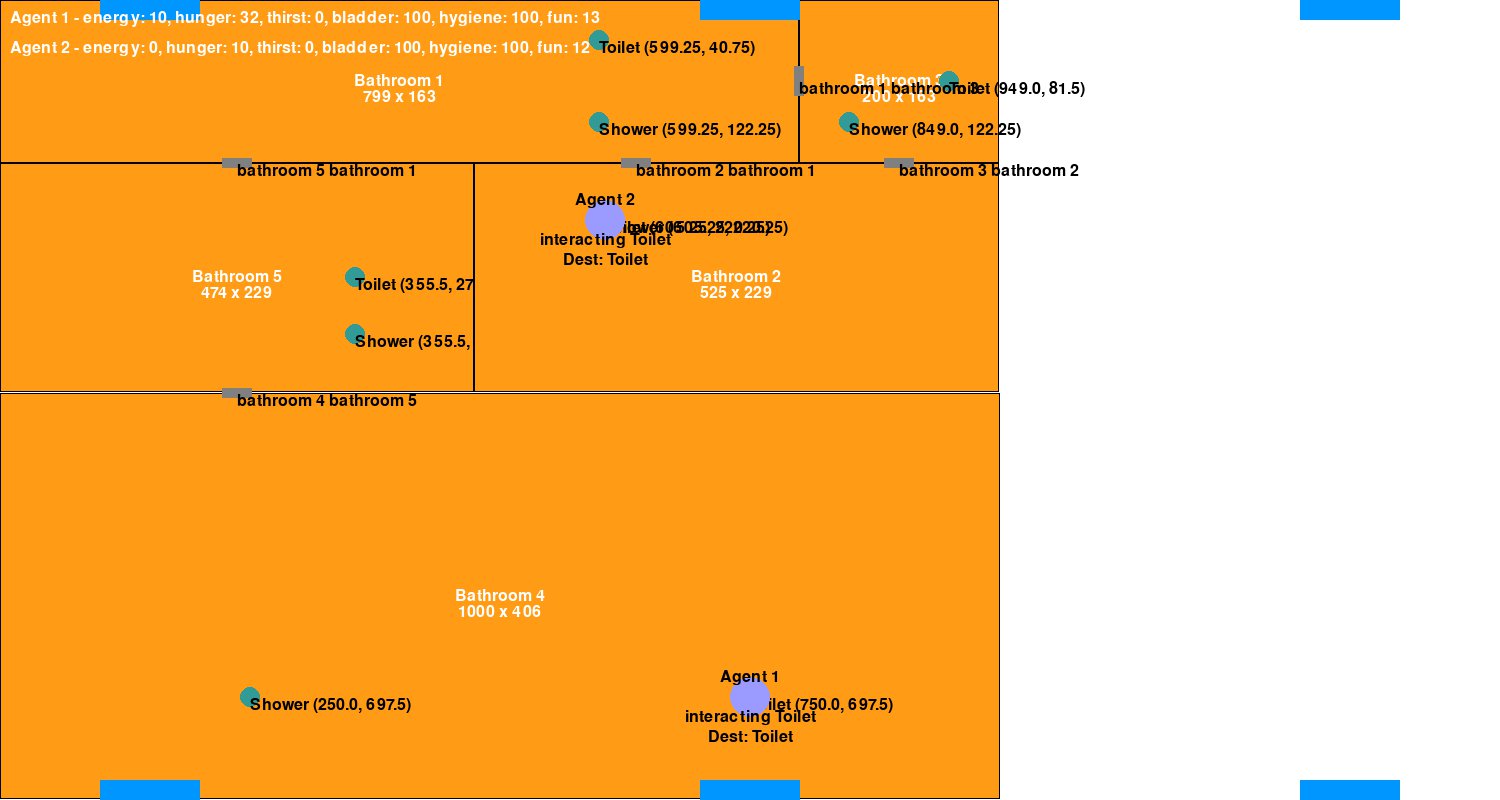 Agent 1 - energy: 10, hunger: 32, thirst: 0, bladder: 100, hygiene: 100, fun: 13
Agent 2 - energy: 0, hunger: 10, thirst: 0, bladder: 100, hygiene: 100, fun: 12
Toilet (599.25, 40.75)
Bathroom 1
799 x 163
Bathroom 3
200 x 163
bathroom 1 bathroom 3
Toilet (949.0, 81.5)
Shower (599.25, 122.25)
Shower (849.0, 122.25)
bathroom 5 bathroom 1
bathroom 2 bathroom 1
bathroom 3 bathroom 2
Agent 2
interacting Toilet
Dest: Toilet
Bathroom 5
474 x 229
Toilet (355.5, 27
Bathroom 2
525 x 229
Shower (355.5,
bathroom 4 bathroom 5
Bathroom 4
1000 x 406
Agent 1
Shower (250.0, 697.5)
ilet (750.0, 697.5)
interacting Toilet
Dest: Toilet